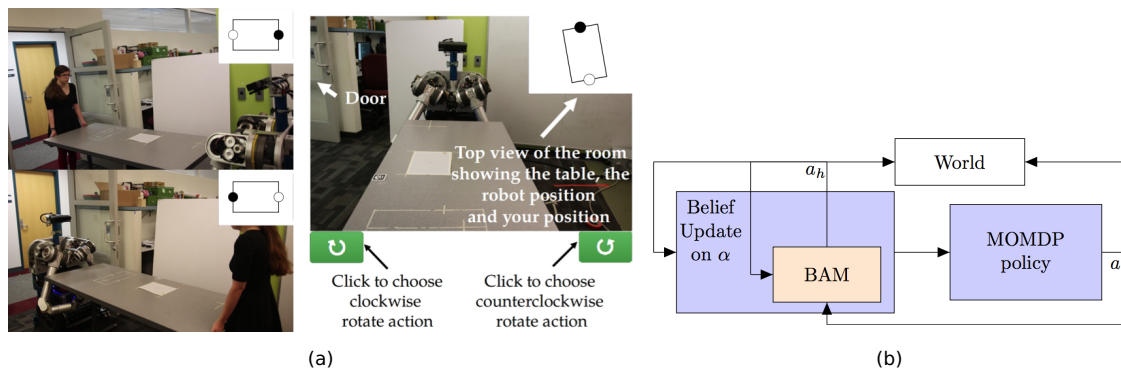 Door
Top view of the room
showing the table, the
robot position
and your position
↻
↺
Click to choose
clockwise
rotate action
Click to choose
counterclockwise
rotate action
(a)
World
a_h
Belief
Update
on α
BAM
MOMDP
policy
a
(b)